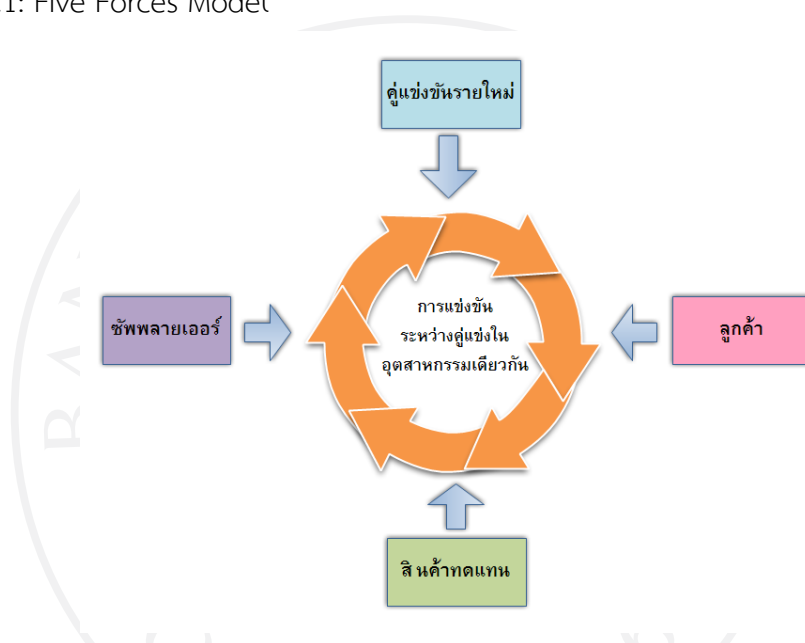 1: Five Forces Model
คู่แข่งขันรายใหม่
ซัพพลายเออร์
การแข่งขัน
ระหว่างคู่แข่งใน
อุตสาหกรรมเดียวกัน
ลูกค้า
สินค้าทดแทน